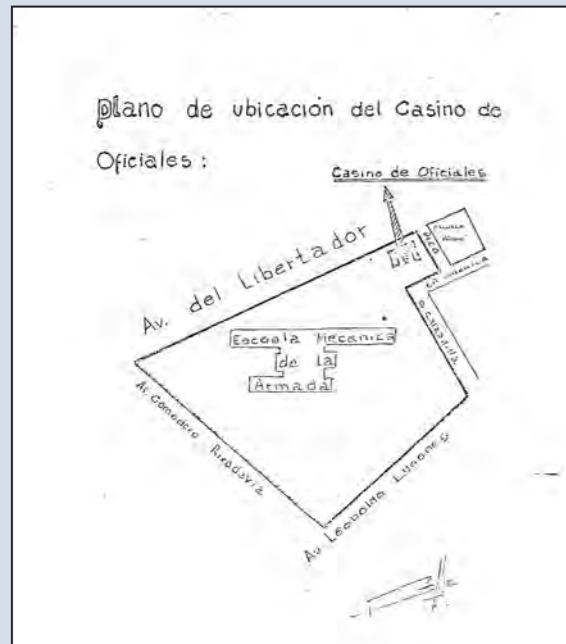 Plano de ubicación del Casino de
Oficiales :
Casino de Oficiales
Av. del Libertador
PICO
Escuela Mecanica
de la
Armada
Av. Comodoro Rivadavia
Av. Leopoldo Lugones